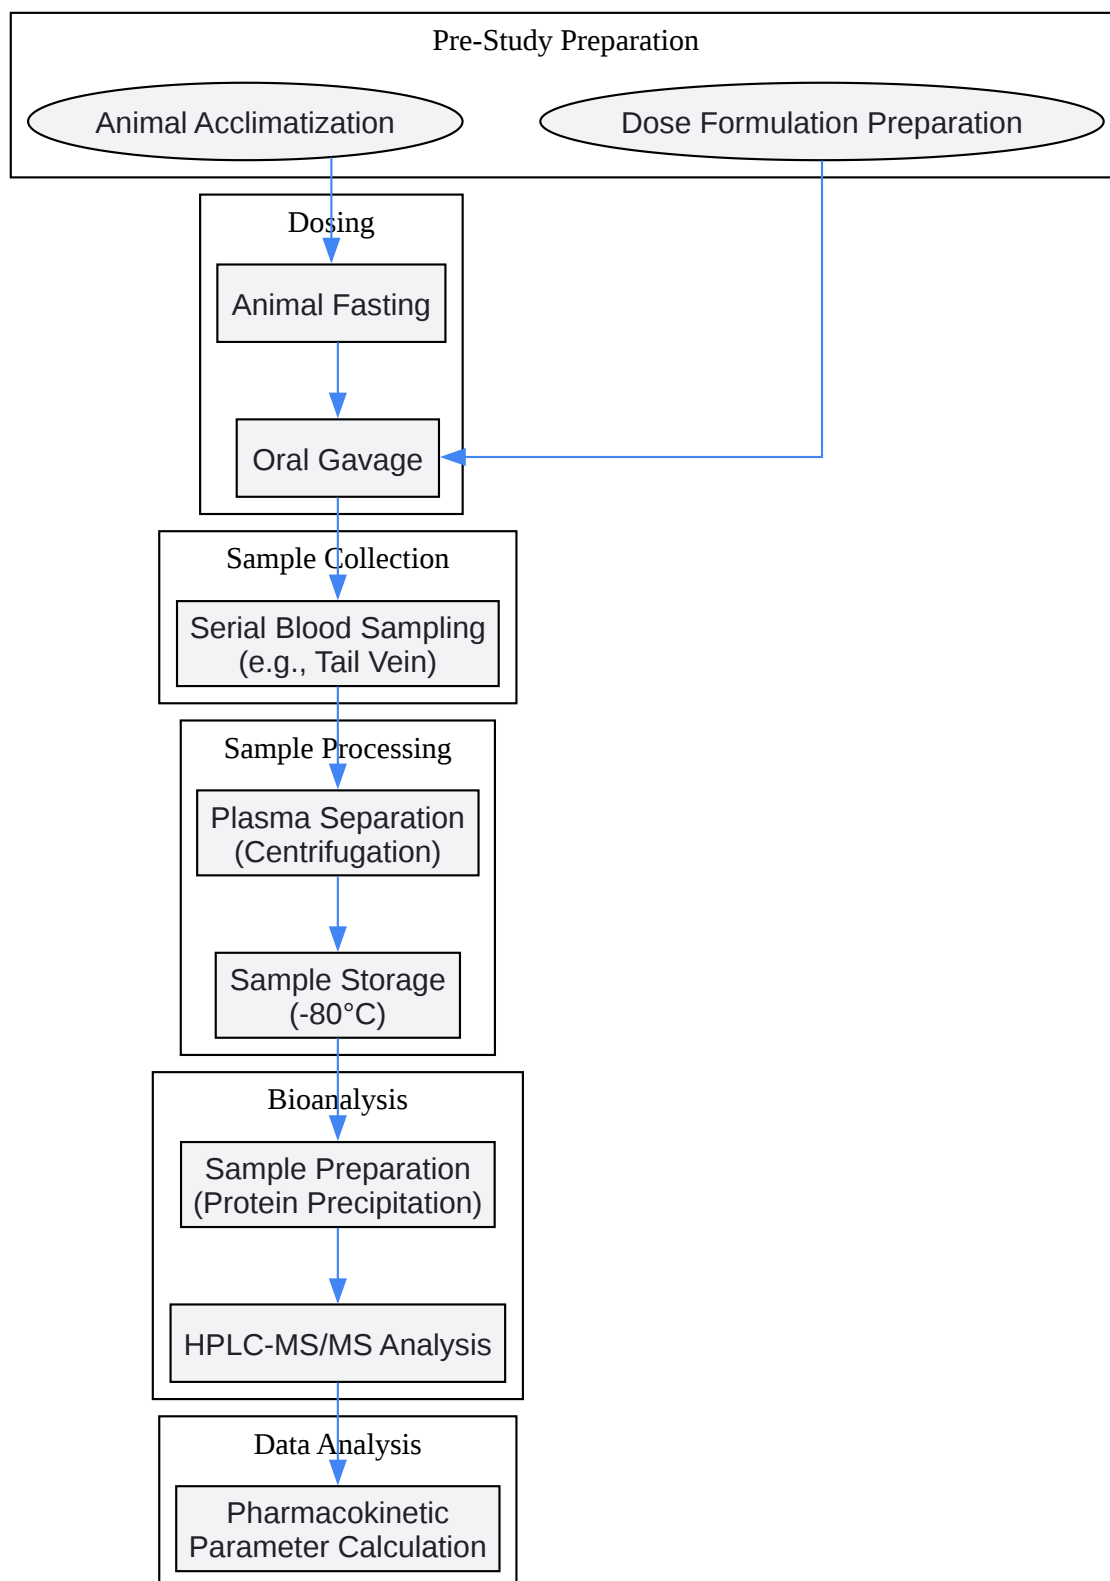 Pre-Study Preparation
Animal Acclimatization
Dose Formulation Preparation
Dosing
Animal Fasting
Oral Gavage
Sample Collection
Serial Blood Sampling
(e.g., Tail Vein)
Sample Processing
Plasma Separation
(Centrifugation)
Sample Storage
(-80°C)
Bioanalysis
Sample Preparation
(Protein Precipitation)
HPLC-MS/MS Analysis
Data Analysis
Pharmacokinetic
Parameter Calculation